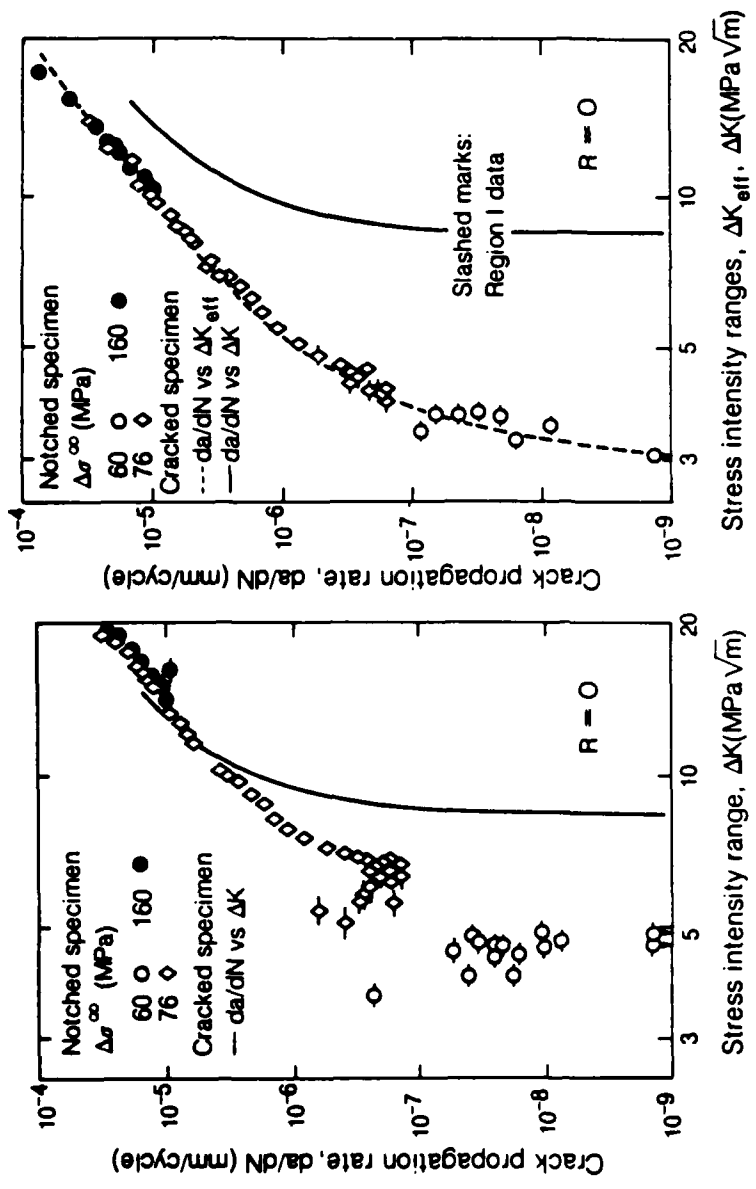 10⁻⁴
10⁻⁵
10⁻⁶
10⁻⁷
10⁻⁸
10⁻⁹
Crack propagation rate, da/dN (mm/cycle)
Notched specimen
Δσ^∞ (MPa)
60 ○ 160 ●
76 ◇
Cracked specimen
— da/dN vs ΔK
R = 0
3 5 10 20
Stress intensity range, ΔK(MPa√m)
10⁻⁴
10⁻⁵
10⁻⁶
10⁻⁷
10⁻⁸
10⁻⁹
Crack propagation rate, da/dN (mm/cycle)
Notched specimen
Δσ^∞ (MPa)
60 ○ 160 ●
76 ◇
Cracked specimen
--- da/dN vs ΔK_eff
— da/dN vs ΔK
Slashed marks:
Region I data
R = 0
3 5 10 20
Stress intensity ranges, ΔK_eff, ΔK(MPa√m)